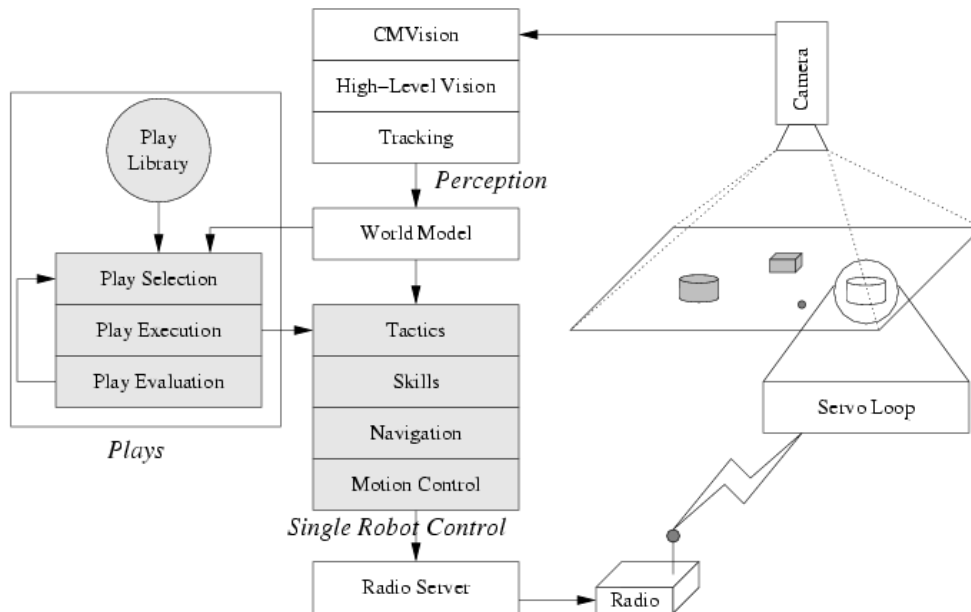 CMVision
High-Level Vision
Tracking
Perception
Camera
Play
Library
World Model
Play Selection
Play Execution
Play Evaluation
Plays
Tactics
Skills
Navigation
Motion Control
Single Robot Control
Servo Loop
Radio Server
Radio